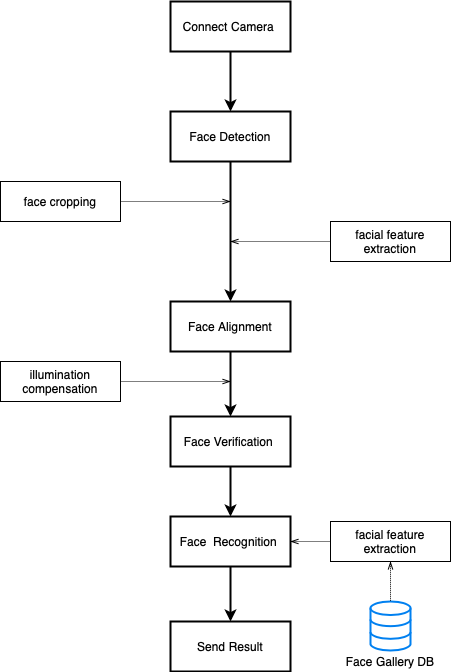 Connect Camera
Face Detection
face cropping
facial feature
extraction
Face Alignment
illumination
compensation
Face Verification
Face Recognition
facial feature
extraction
Send Result
Face Gallery DB